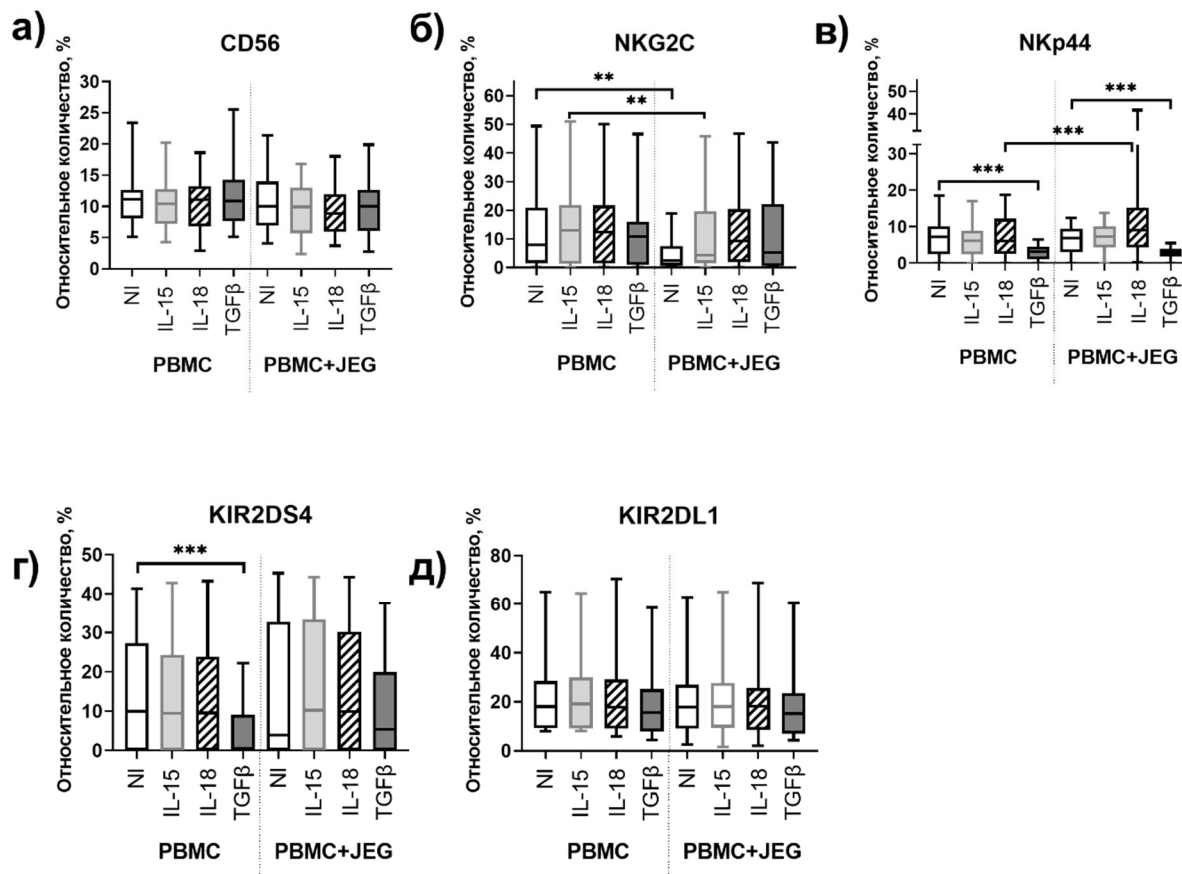 а)
CD56
Относительное количество, %
30
25
20
15
10
5
0
NI
IL-15
IL-18
TGFβ
NI
IL-15
IL-18
TGFβ
PBMC
PBMC+JEG
б)
NKG2C
Относительное количество, %
60
50
40
30
20
10
0
**
**
NI
IL-15
IL-18
TGFβ
NI
IL-15
IL-18
TGFβ
PBMC
PBMC+JEG
в)
NKp44
Относительное количество, %
50
40
30
20
10
0
***
***
***
NI
IL-15
IL-18
TGFβ
NI
IL-15
IL-18
TGFβ
PBMC
PBMC+JEG
г)
KIR2DS4
Относительное количество, %
50
40
30
20
10
0
***
NI
IL-15
IL-18
TGFβ
NI
IL-15
IL-18
TGFβ
PBMC
PBMC+JEG
д)
KIR2DL1
Относительное количество, %
80
60
40
20
0
NI
IL-15
IL-18
TGFβ
NI
IL-15
IL-18
TGFβ
PBMC
PBMC+JEG